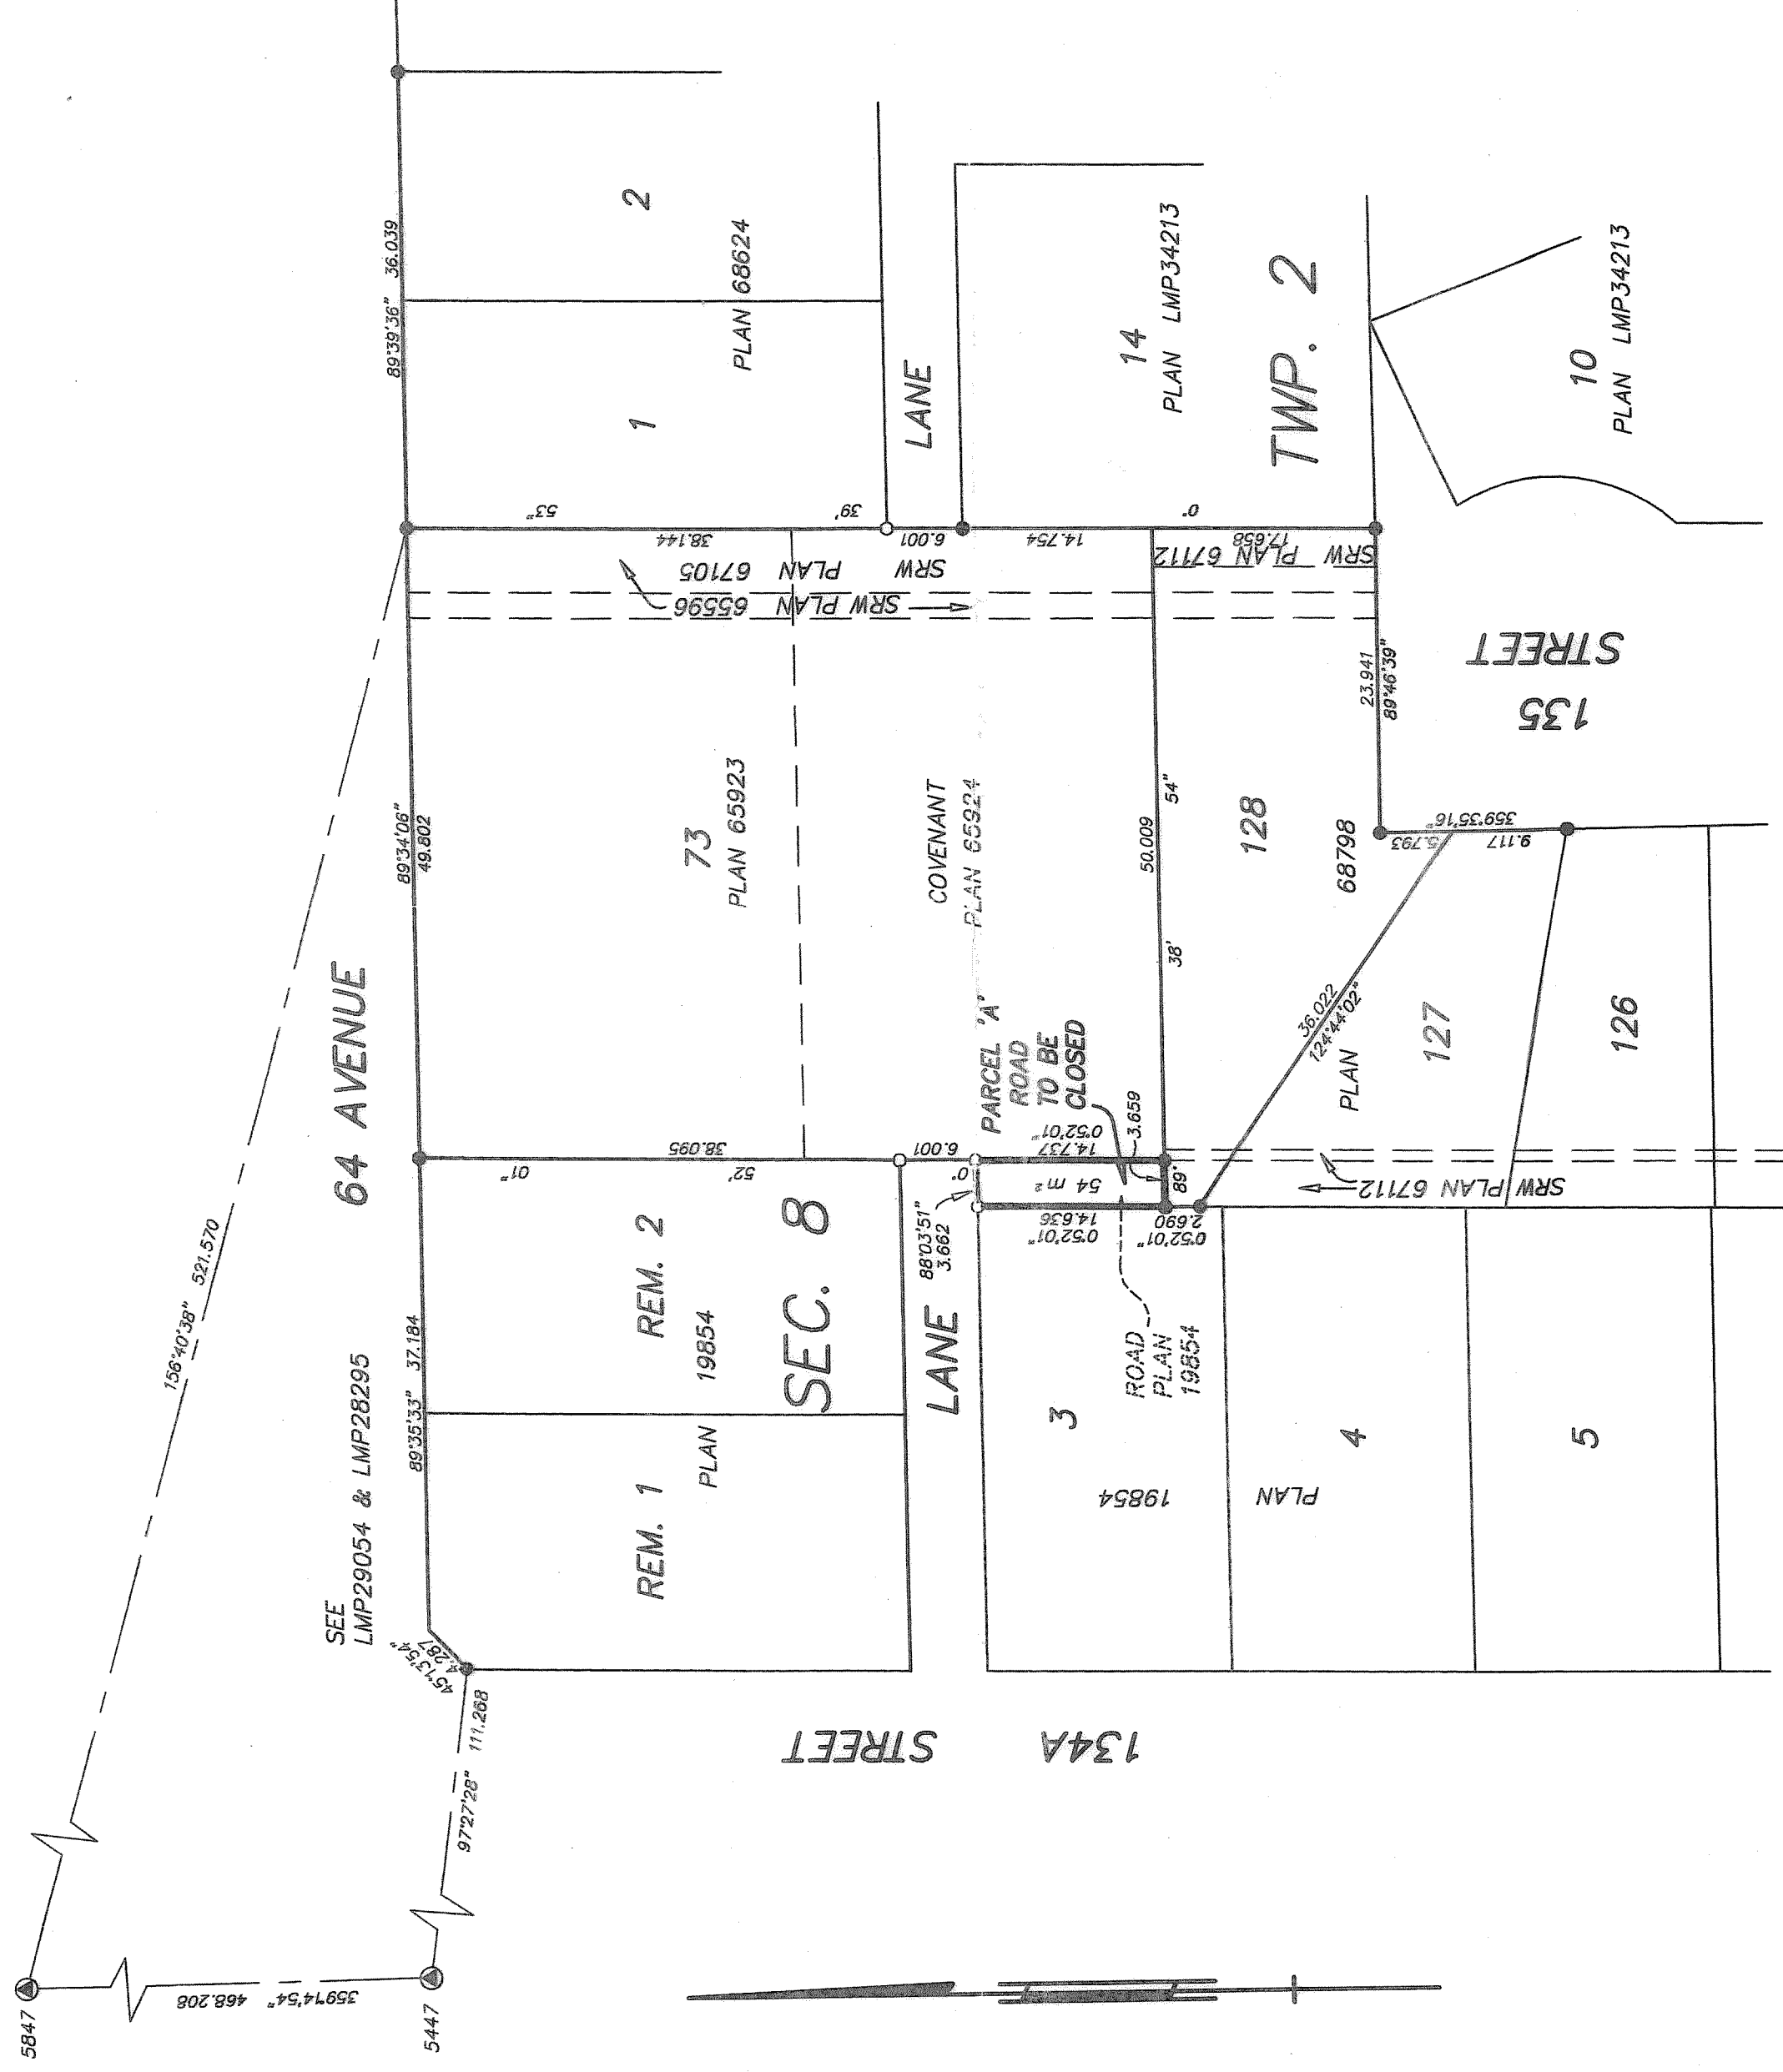 5847
5447
359°14'54" 468.208
156°40'38" 521.570
97°27'28" 111.268
45°13'54"
4.287
SEE
LMP29054 & LMP28295
64 AVENUE
89°35'33" 37.184
89°34'06"
49.802
89°39'36" 36.039
REM. 1
REM. 2
PLAN 19854
SEC. 8
0° 52' 01"
38.095
6.001
73
PLAN 65923
COVENANT
PLAN 65924
SRW PLAN 65596
SRW PLAN 67105
38.144
0° 39' 53"
6.001
14.754
17.658
1
2
PLAN 68624
LANE
14
PLAN LMP34213
TWP. 2
10
PLAN LMP34213
LANE
88°03'51"
3.662
PARCEL "A"
ROAD
TO BE
CLOSED
14.737
0°52'01"
54 m²
14.636
0°52'01"
3.659
2.690
0°52'01"
89° 38' 54"
50.009
SRW PLAN 67112
128
68798
23.941
89°46'39"
5.793
359°35'16"
9.117
36.022
124°44'02"
PLAN
127
126
SRW PLAN 67112
135
STREET
ROAD
PLAN
19854
3
4
5
PLAN 19854
134A STREET